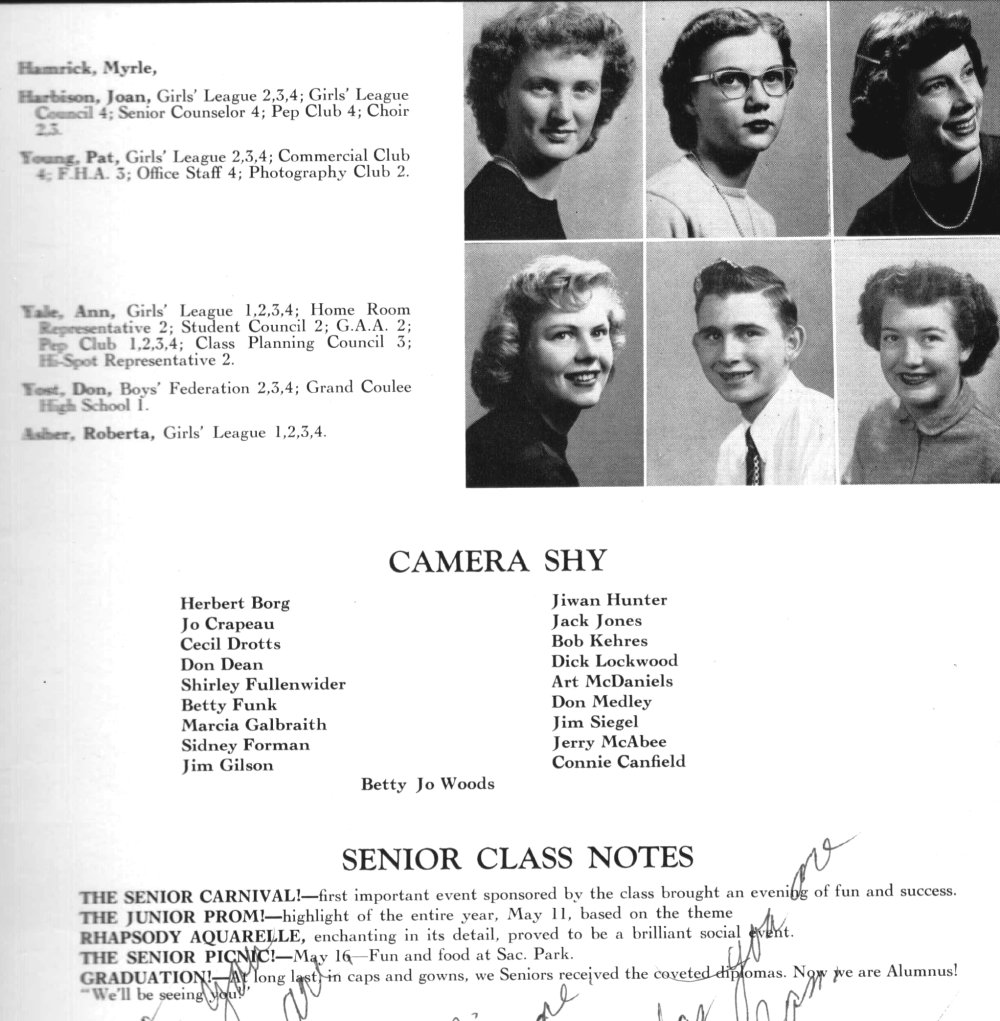 Hamrick, Myrle,
Harbison, Joan, Girls' League 2,3,4; Girls' League
Council 4; Senior Counselor 4; Pep Club 4; Choir
2,3.
Young, Pat, Girls' League 2,3,4; Commercial Club
4; F.H.A. 3; Office Staff 4; Photography Club 2.
Yale, Ann, Girls' League 1,2,3,4; Home Room
Representative 2; Student Council 2; G.A.A. 2;
Pep Club 1,2,3,4; Class Planning Council 3;
Hi-Spot Representative 2.
Yost, Don, Boys' Federation 2,3,4; Grand Coulee
High School 1.
Asher, Roberta, Girls' League 1,2,3,4.
CAMERA SHY
Herbert Borg
Jo Crapeau
Cecil Drotts
Don Dean
Shirley Fullenwider
Betty Funk
Marcia Galbraith
Sidney Forman
Jim Gilson
Jiwan Hunter
Jack Jones
Bob Kehres
Dick Lockwood
Art McDaniels
Don Medley
Jim Siegel
Jerry McAbee
Connie Canfield
Betty Jo Woods
SENIOR CLASS NOTES
THE SENIOR CARNIVAL!—first important event sponsored by the class brought an evening of fun and success.
THE JUNIOR PROM!—highlight of the entire year, May 11, based on the theme
RHAPSODY AQUARELLE, enchanting in its detail, proved to be a brilliant social event.
THE SENIOR PICNIC!—May 16—Fun and food at Sac. Park.
GRADUATION!—At long last, in caps and gowns, we Seniors received the coveted diplomas. Now we are Alumnus!
"We'll be seeing you!"